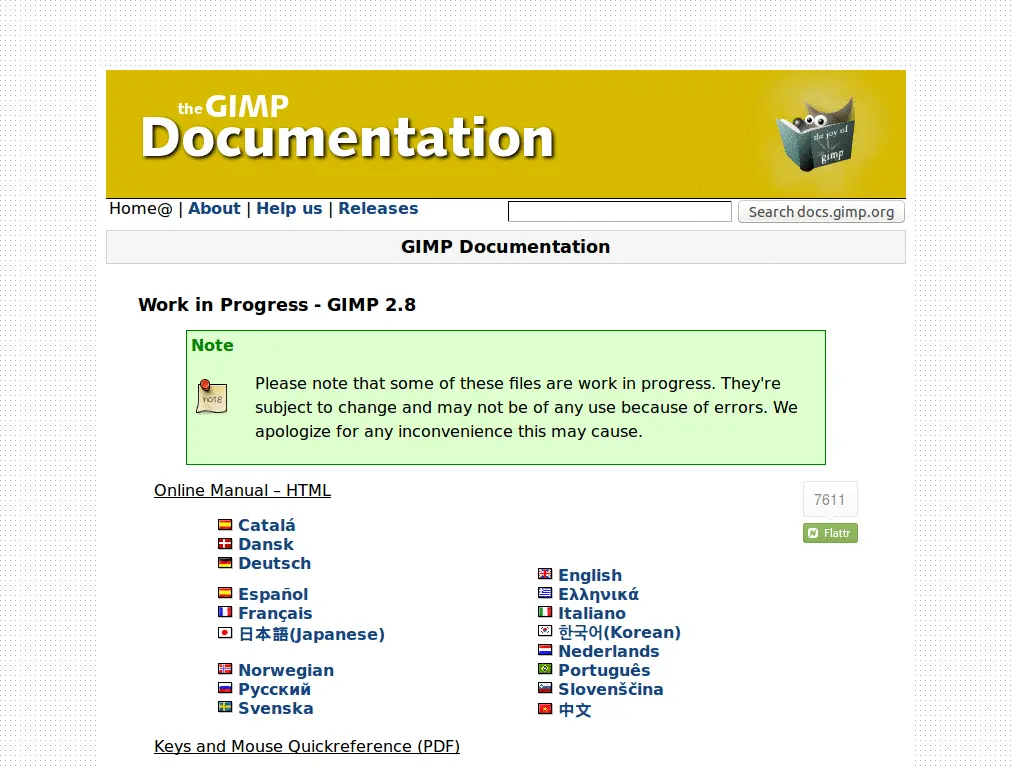 the GIMP
Documentation
the joy of
gimp
Home@ | About | Help us | Releases
Search docs.gimp.org
GIMP Documentation
Work in Progress - GIMP 2.8
Note
note
Please note that some of these files are work in progress. They're
subject to change and may not be of any use because of errors. We
apologize for any inconvenience this may cause.
Online Manual – HTML
7611
Flattr
Catalá
Dansk
Deutsch
Español
Français
日本語(Japanese)
Norwegian
Русский
Svenska
English
Ελληνικά
Italiano
한국어(Korean)
Nederlands
Português
Slovenščina
中文
Keys and Mouse Quickreference (PDF)